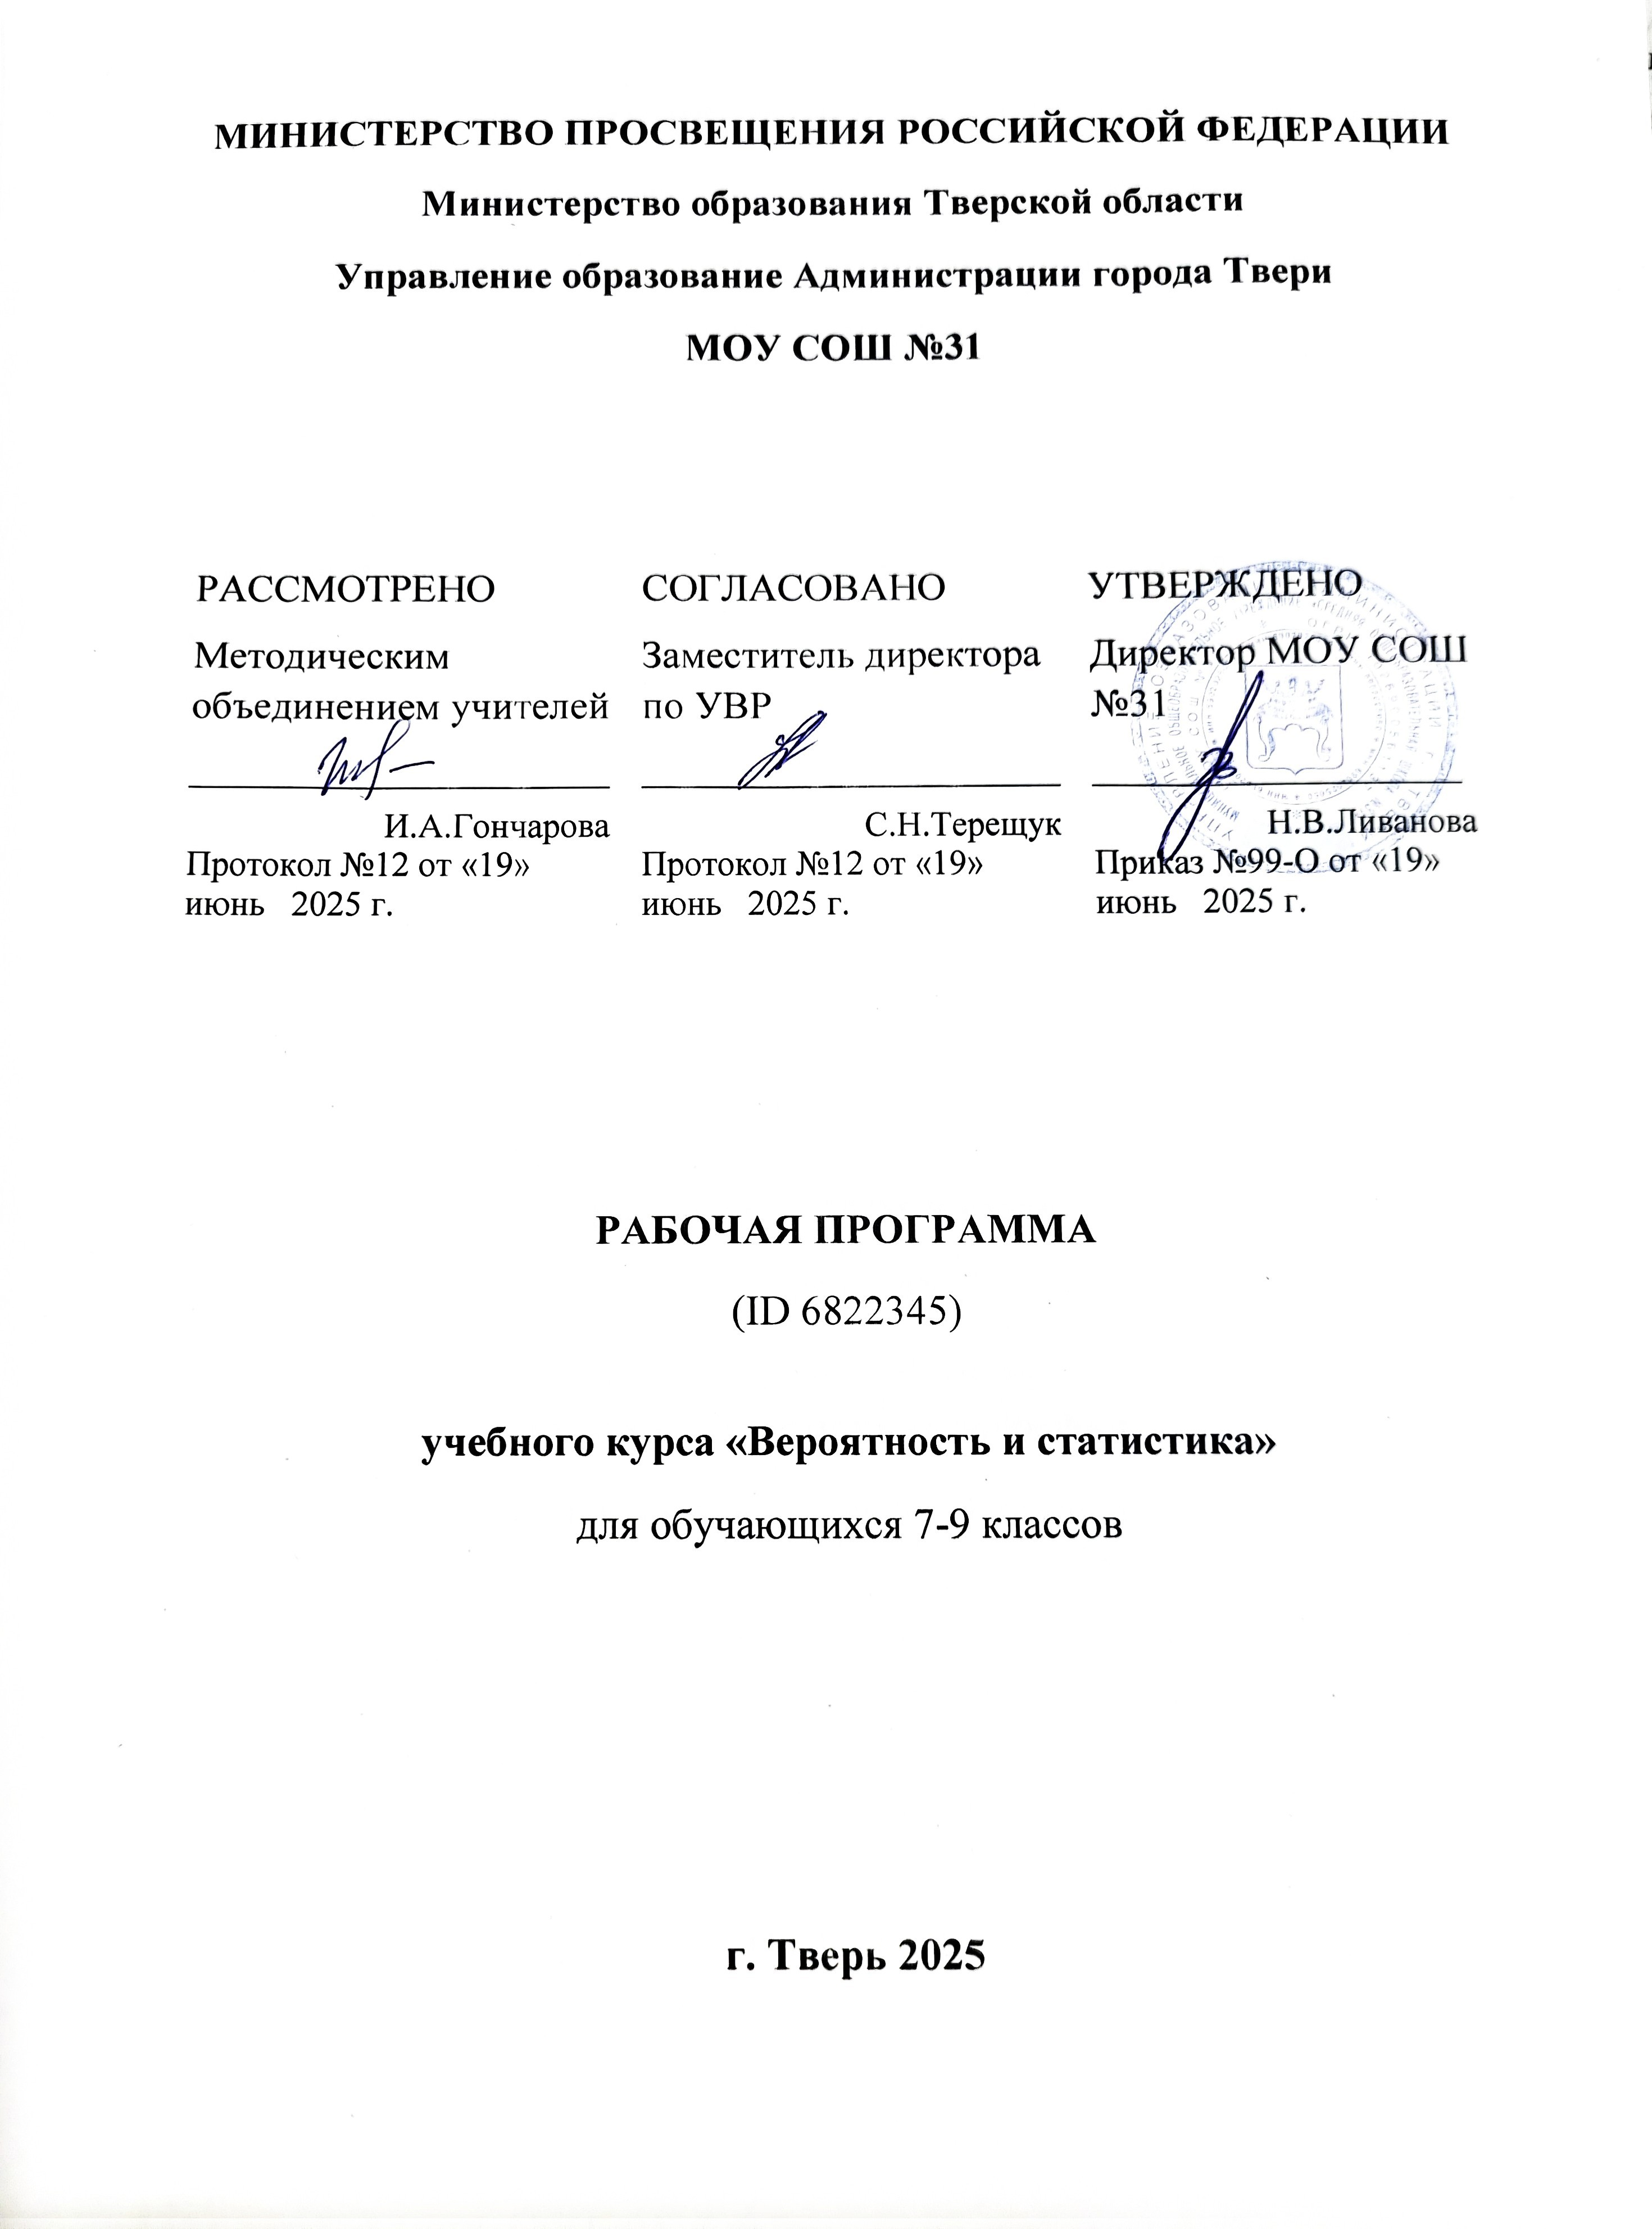 МИНИСТЕРСТВО ПРОСВЕЩЕНИЯ РОССИЙСКОЙ ФЕДЕРАЦИИ
Министерство образования Тверской области
Управление образование Администрации города Твери
МОУ СОШ №31
РАССМОТРЕНО
Методическим
объединением учителей
И.А.Гончарова
Протокол №12 от «19»
июнь 2025 г.
СОГЛАСОВАНО
Заместитель директора
по УВР
С.Н.Терещук
Протокол №12 от «19»
июнь 2025 г.
УТВЕРЖДЕНО
Директор МОУ СОШ
№31
Н.В.Ливанова
Приказ №99-О от «19»
июнь 2025 г.
РАБОЧАЯ ПРОГРАММА
(ID 6822345)
учебного курса «Вероятность и статистика»
для обучающихся 7-9 классов
г. Тверь 2025